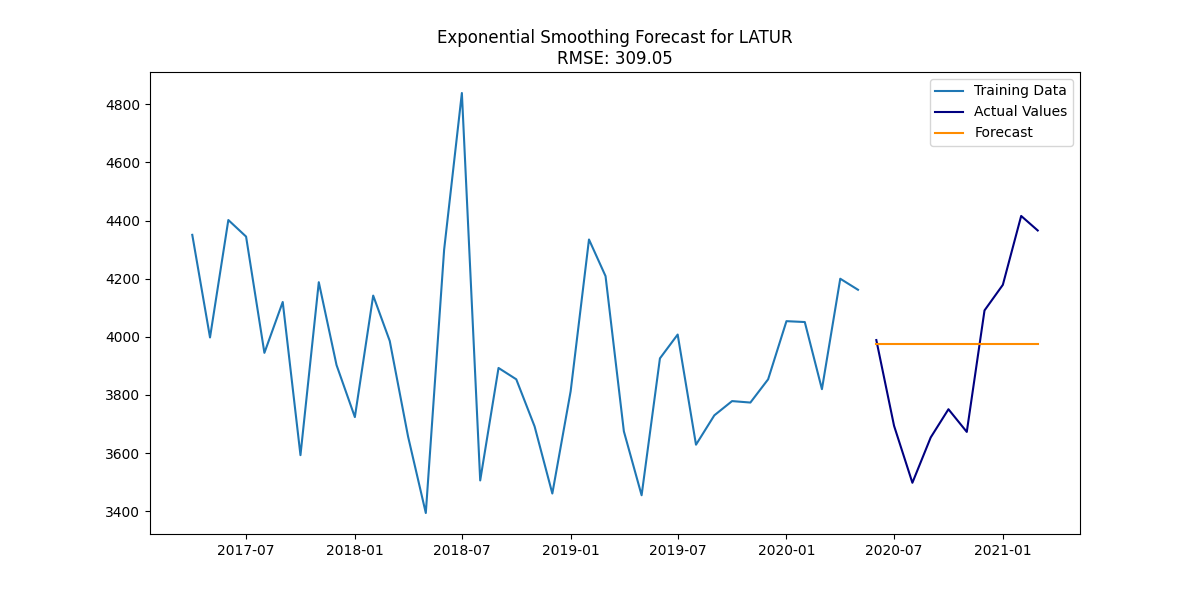 Exponential Smoothing Forecast for LATUR
RMSE: 309.05
Training Data
Actual Values
Forecast
4800
4600
4400
4200
4000
3800
3600
3400
2017-07 2018-01 2018-07 2019-01 2019-07 2020-01 2020-07 2021-01